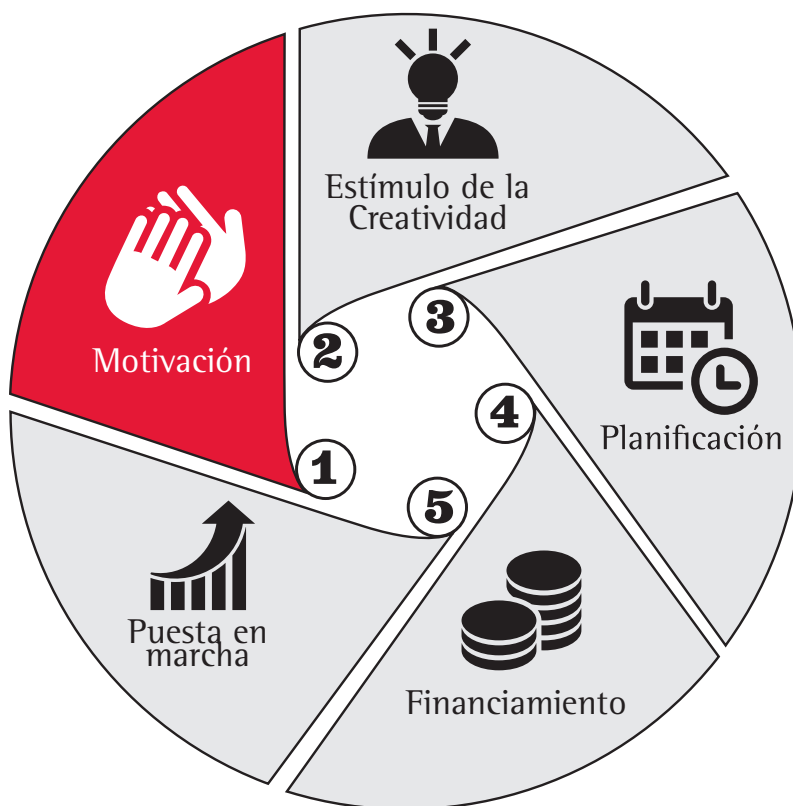 1
Motivación
2
Estímulo de la
Creatividad
3
Planificación
4
Financiamiento
5
Puesta en
marcha